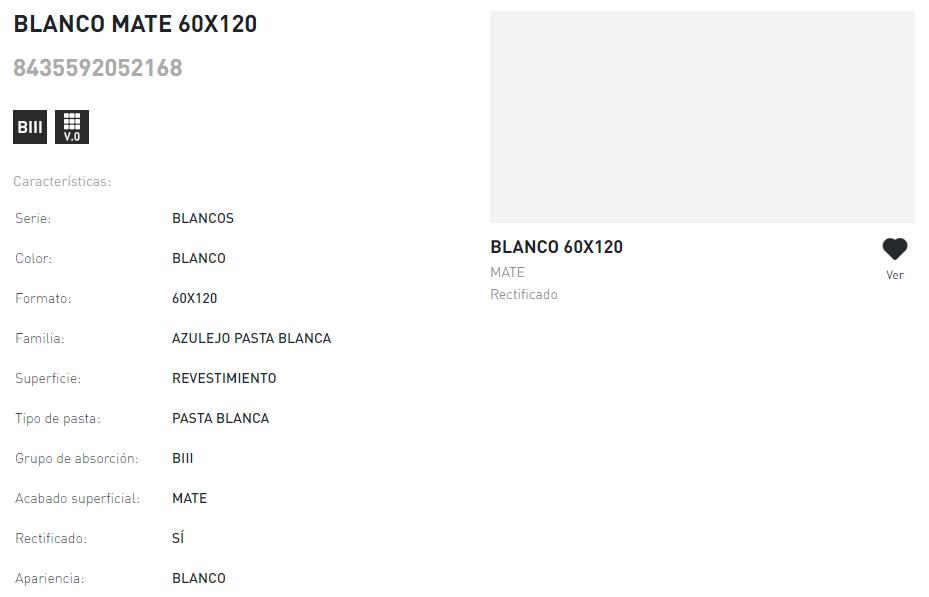 BLANCO MATE 60X120
8435592052168
BIII
V.0
Características:
Serie: BLANCOS
Color: BLANCO
Formato: 60X120
Familia: AZULEJO PASTA BLANCA
Superficie: REVESTIMIENTO
Tipo de pasta: PASTA BLANCA
Grupo de absorción: BIII
Acabado superficial: MATE
Rectificado: SÍ
Apariencia: BLANCO
BLANCO 60X120
MATE
Rectificado
Ver